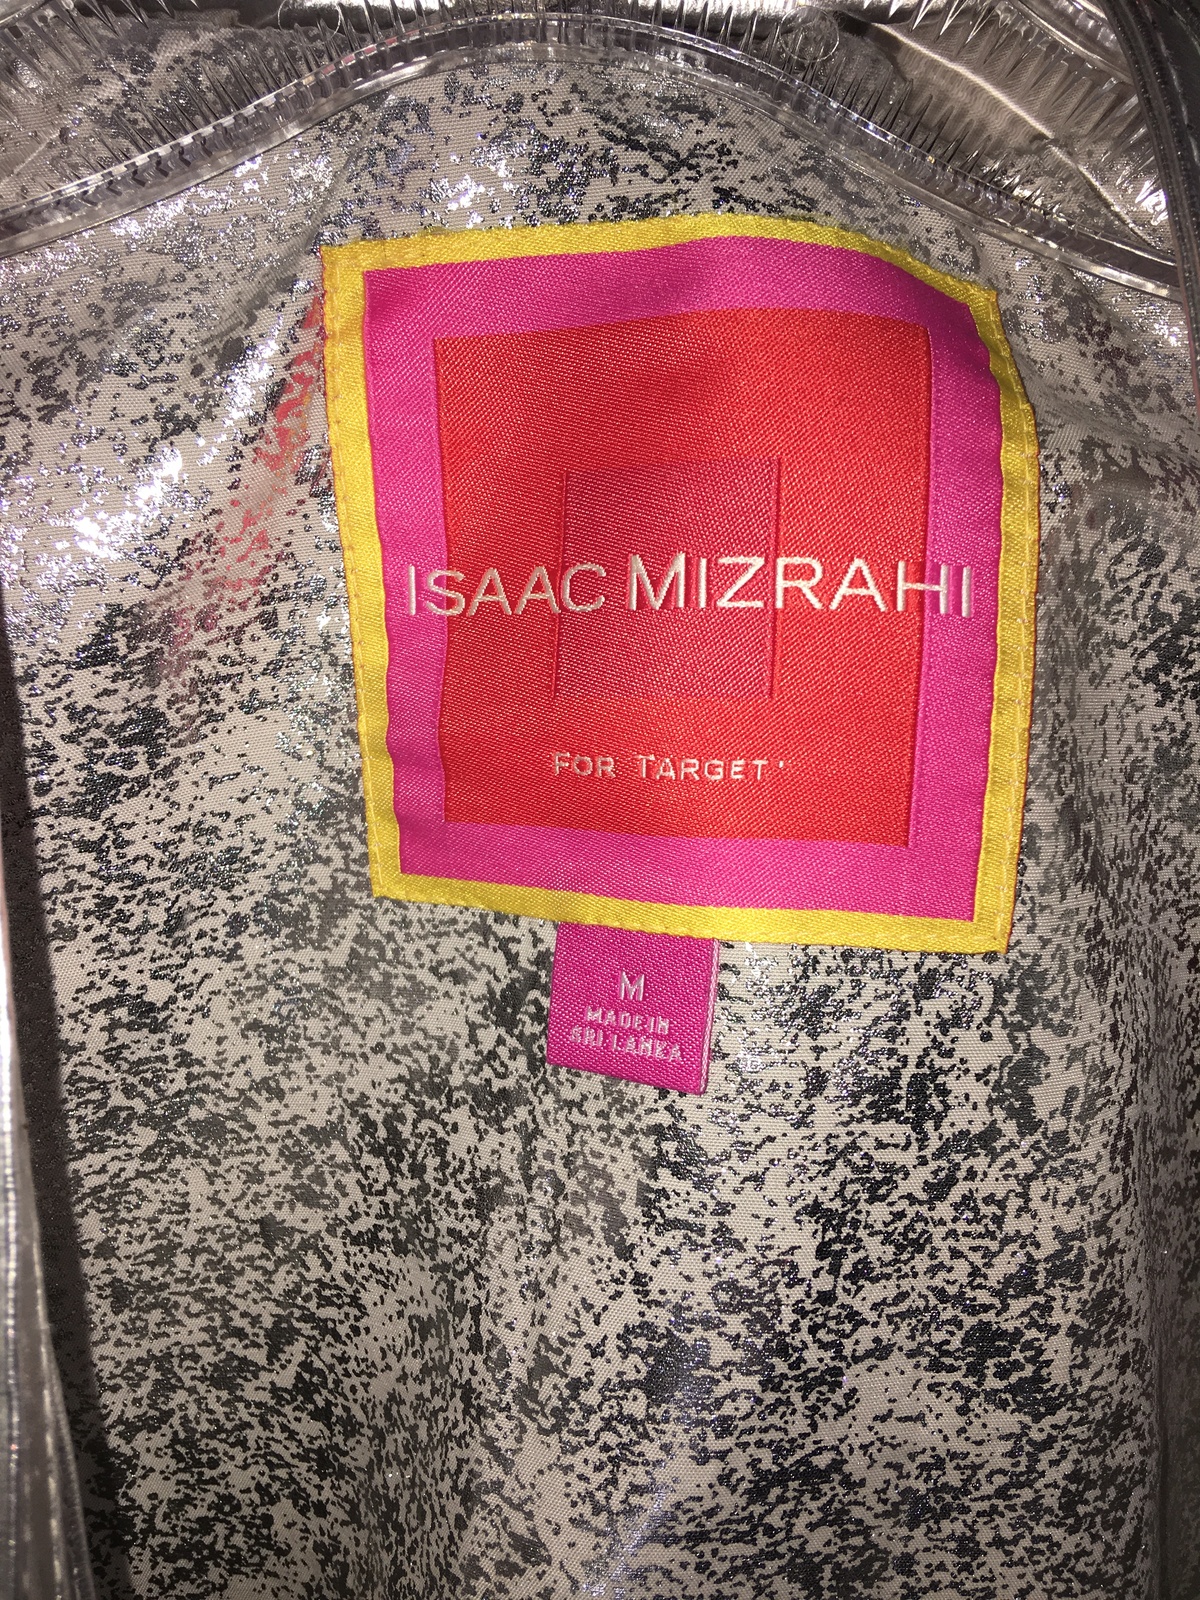 ISAAC MIZRAHI
FOR TARGET
M
MADE IN
SRI LANKA